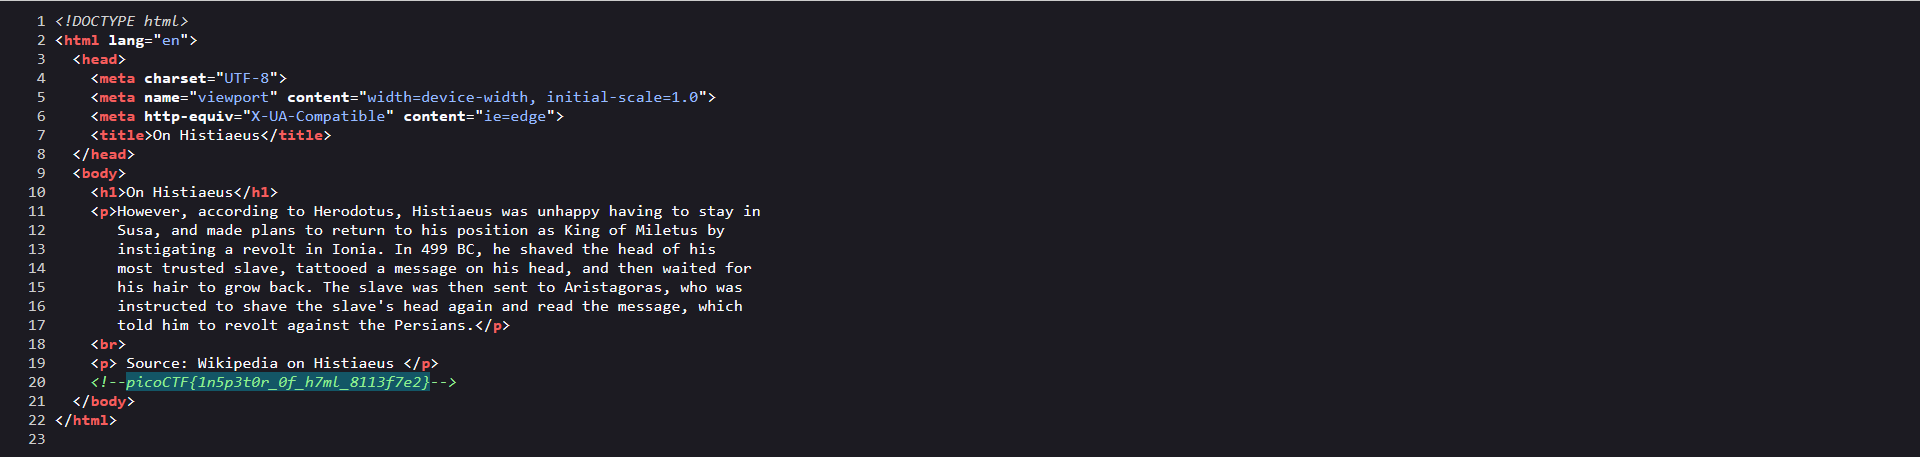 1 <!DOCTYPE html>
2 <html lang="en">
3   <head>
4     <meta charset="UTF-8">
5     <meta name="viewport" content="width=device-width, initial-scale=1.0">
6     <meta http-equiv="X-UA-Compatible" content="ie=edge">
7     <title>On Histiaeus</title>
8   </head>
9   <body>
10     <h1>On Histiaeus</h1>
11     <p>However, according to Herodotus, Histiaeus was unhappy having to stay in
12        Susa, and made plans to return to his position as King of Miletus by
13        instigating a revolt in Ionia. In 499 BC, he shaved the head of his
14        most trusted slave, tattooed a message on his head, and then waited for
15        his hair to grow back. The slave was then sent to Aristagoras, who was
16        instructed to shave the slave's head again and read the message, which
17        told him to revolt against the Persians.</p>
18     <br>
19     <p> Source: Wikipedia on Histiaeus </p>
20     <!--picoCTF{1n5p3t0r_0f_h7ml_8113f7e2}-->
21   </body>
22 </html>
23